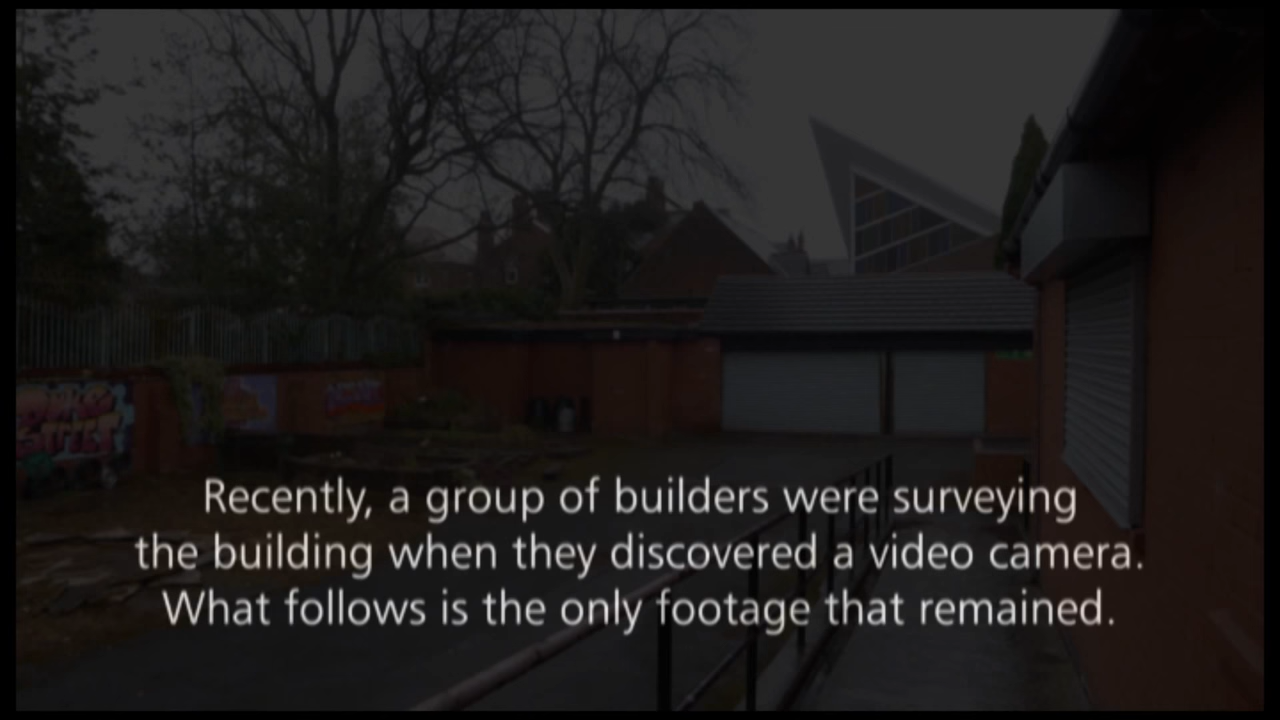 Recently, a group of builders were surveying
the building when they discovered a video camera.
What follows is the only footage that remained.